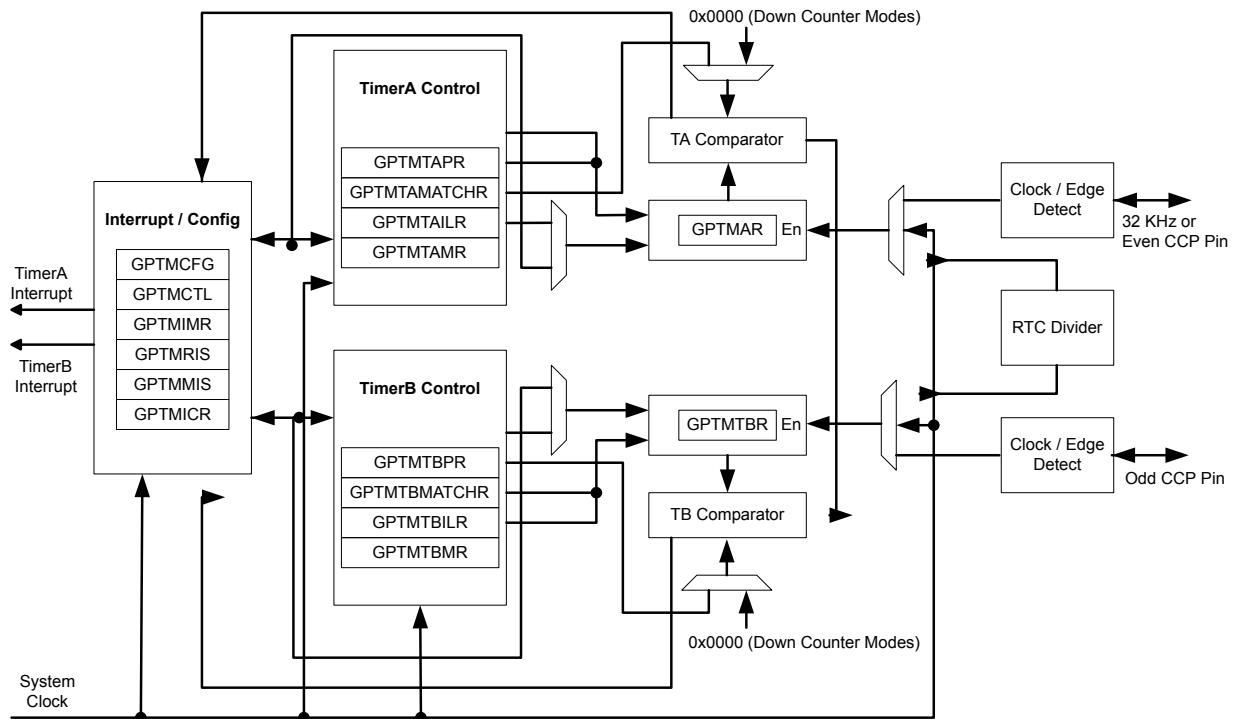 0x0000 (Down Counter Modes)
TimerA Control
GPTMTAPR
GPTMTAMATCHR
GPTMTAILR
GPTMTAMR
TA Comparator
GPTMAR
En
Clock / Edge
Detect
32 KHz or
Even CCP Pin
Interrupt / Config
GPTMCFG
GPTMCTL
GPTMIMR
GPTMRIS
GPTMMIS
GPTMICR
TimerA
Interrupt
TimerB
Interrupt
RTC Divider
TimerB Control
GPTMTBPR
GPTMTBMATCHR
GPTMTBILR
GPTMTBMR
GPTMTBR
En
TB Comparator
Clock / Edge
Detect
Odd CCP Pin
0x0000 (Down Counter Modes)
System
Clock